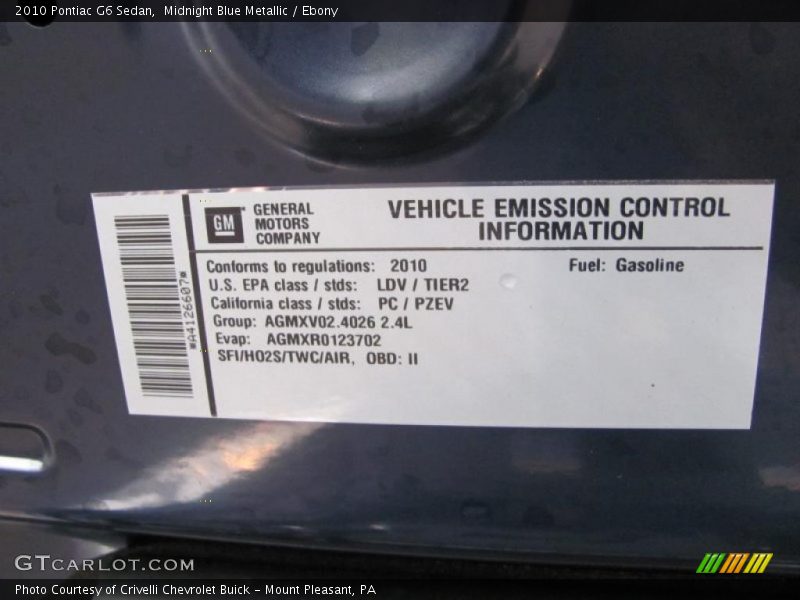 2010 Pontiac G6 Sedan,  Midnight Blue Metallic / Ebony
GM
GENERAL
MOTORS
COMPANY
VEHICLE EMISSION CONTROL
INFORMATION
Conforms to regulations: 2010
Fuel: Gasoline
U.S. EPA class / stds: LDV / TIER2
California class / stds: PC / PZEV
Group: AGMXV02.4026 2.4L
Evap: AGMXR0123702
SFI/HO2S/TWC/AIR, OBD: II
*A4126607*
GTCARLOT.COM
Photo Courtesy of Crivelli Chevrolet Buick - Mount Pleasant, PA